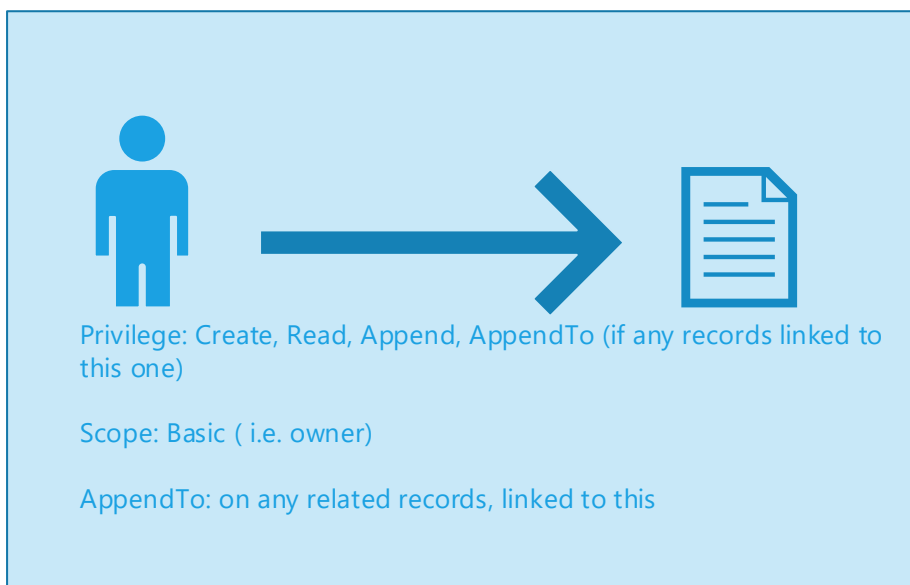 Privilege: Create, Read, Append, AppendTo (if any records linked to
this one)
Scope: Basic ( i.e. owner)
AppendTo: on any related records, linked to this